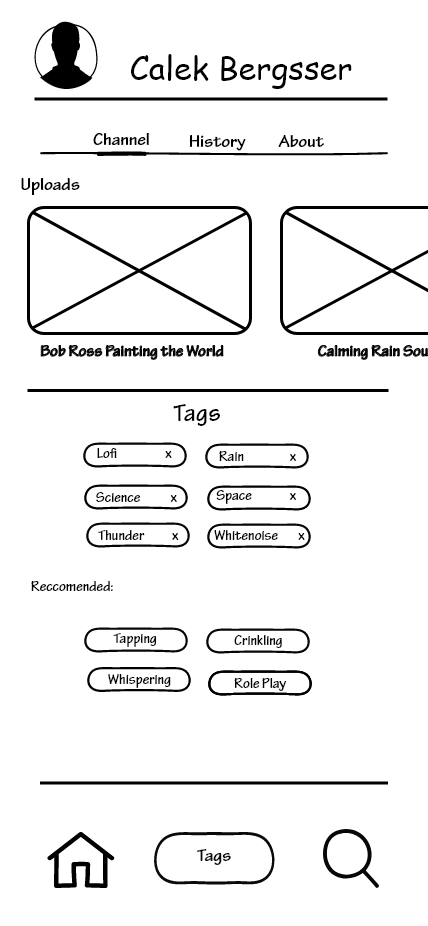 Calek Bergsser
Channel History About
Uploads
Bob Ross Painting the World Calming Rain Sou
Tags
Lofi x Rain x
Science x Space x
Thunder x Whitenoise x
Reccomended:
Tapping Crinkling
Whispering Role Play
Tags